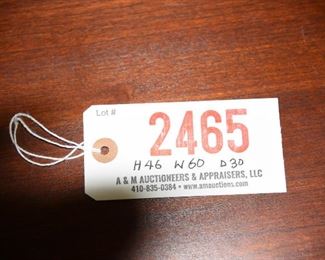 Lot #
2465
H46 W60 D30
A & M AUCTIONEERS & APPRAISERS, LLC
410-835-0384 • www.amauctions.com